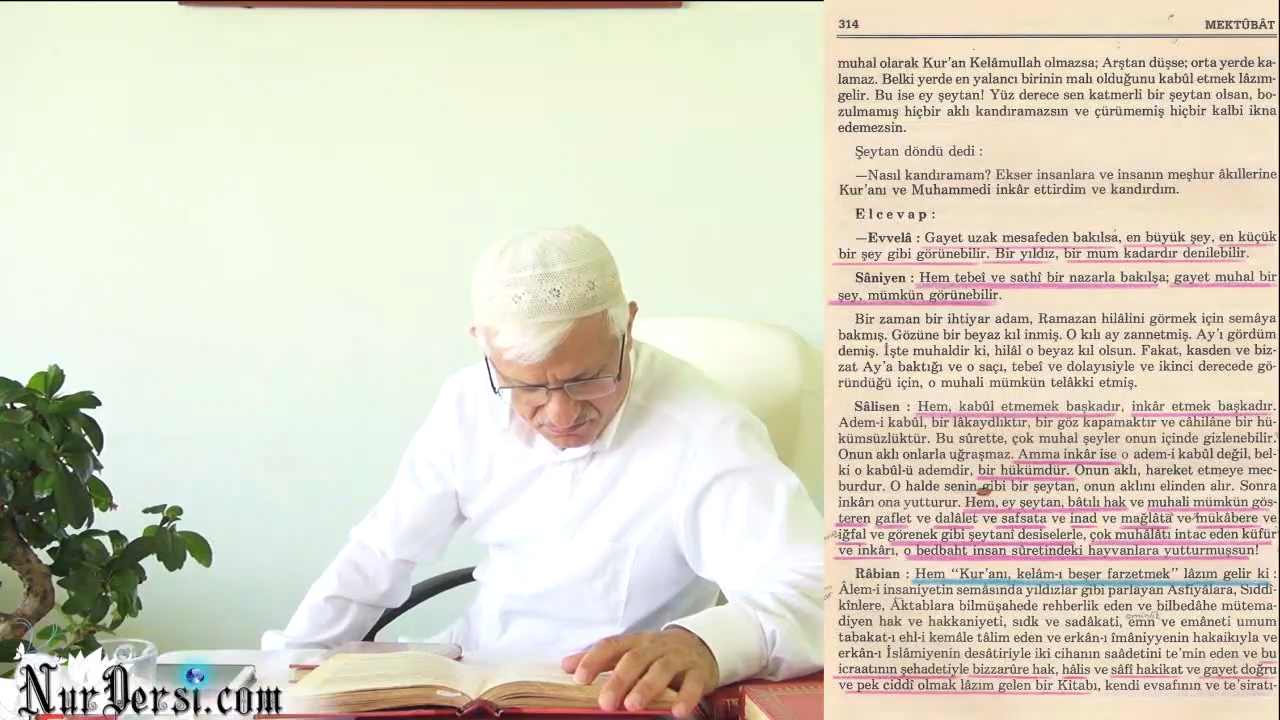 314 MEKTÛBÂT
muhal olarak Kur'an Kelâmullah olmazsa; Arştan düşse; orta yerde ka-
lamaz. Belki yerde en yalancı birinin malı olduğunu kabûl etmek lâzım-
gelir. Bu ise ey şeytan! Yüz derece sen katmerli bir şeytan olsan, bo-
zulmamış hiçbir aklı kandıramazsın ve çürümemiş hiçbir kalbi ikna
edemezsin.
Şeytan döndü dedi :
—Nasıl kandıramam? Ekser insanlara ve insanın meşhur âkıllerine
Kur'anı ve Muhammedi inkâr ettirdim ve kandırdım.
Elcevap :
—Evvelâ : Gayet uzak mesafeden bakılsa, en büyük şey, en küçük
bir şey gibi görünebilir. Bir yıldız, bir mum kadardır denilebilir.
Sâniyen : Hem tebeî ve sathî bir nazarla bakılşa; gayet muhal bir
şey, mümkün görünebilir.
Bir zaman bir ihtiyar adam, Ramazan hilâlini görmek için semâya
bakmış. Gözüne bir beyaz kıl inmiş. O kılı ay zannetmiş. Ay'ı gördüm
demiş. İşte muhaldir ki, hilâl o beyaz kıl olsun. Fakat, kasden ve biz-
zat Ay'a baktığı ve o saçı, tebeî ve dolayısiyle ve ikinci derecede gö-
ründüğü için, o muhali mümkün telâkki etmiş.
Sâlisen : Hem, kabûl etmemek başkadır, inkâr etmek başkadır.
Adem-i kabûl, bir lâkaydlıktır, bir göz kapamaktır ve câhilâne bir hü-
kümsüzlüktür. Bu sûrette, çok muhal şeyler onun içinde gizlenebilir.
Onun aklı onlarla uğraşmaz. Amma inkâr ise o adem-i kabûl değil, bel-
ki o kabûl-ü ademdir, bir hükümdür. Onun aklı, hareket etmeye mec-
burdur. O halde senin gibi bir şeytan, onun aklını elinden alır. Sonra
inkârı ona yutturur. Hem, ey şeytan, bâtılı hak ve muhali mümkün gös-
teren gaflet ve dalâlet ve safsata ve inad ve mağlâta ve mükâbere ve
iğfal ve görenek gibi şeytanî desiselerle, çok muhâlâtı intac eden küfür
ve inkârı, o bedbaht insan sûretindeki hayvanlara yutturmuşsun!
Râbian : Hem "Kur'anı, kelâm-ı beşer farzetmek" lâzım gelir ki :
Âlem-i insaniyetin semâsında yıldızlar gibi parlayan Asfiyâlara, Sıddî-
kînlere, Aktablara bilmüşahede rehberlik eden ve bilbedâhe mütema-
diyen hak ve hakkaniyeti, sıdk ve sadâkati, emn ve emâneti umum
tabakat-ı ehl-i kemâle tâlim eden ve erkân-ı îmâniyyenin hakaikıyla ve
erkân-ı İslâmiyenin desâtiriyle iki cihanın saâdetini te'min eden ve bu
icraatının şehadetiyle bizzarûre hak, hâlis ve sâfî hakikat ve gayet doğru
ve pek ciddî olmak lâzım gelen bir Kitabı, kendi evsafının ve te'siratı-
NurDersi.com